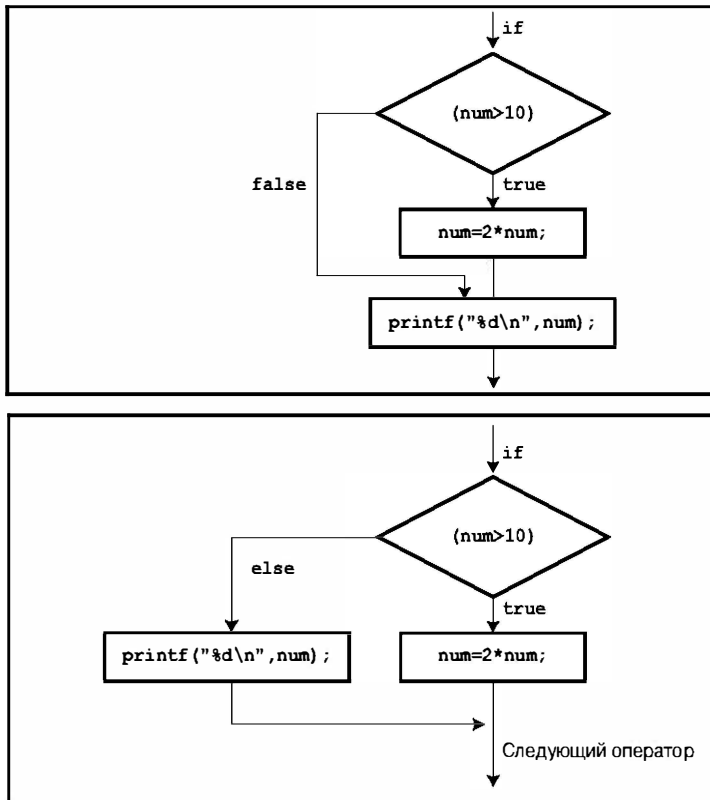 if
(num>10)
false
true
num=2*num;
printf("%d\n",num);
if
(num>10)
else
true
printf("%d\n",num);
num=2*num;
Следующий оператор